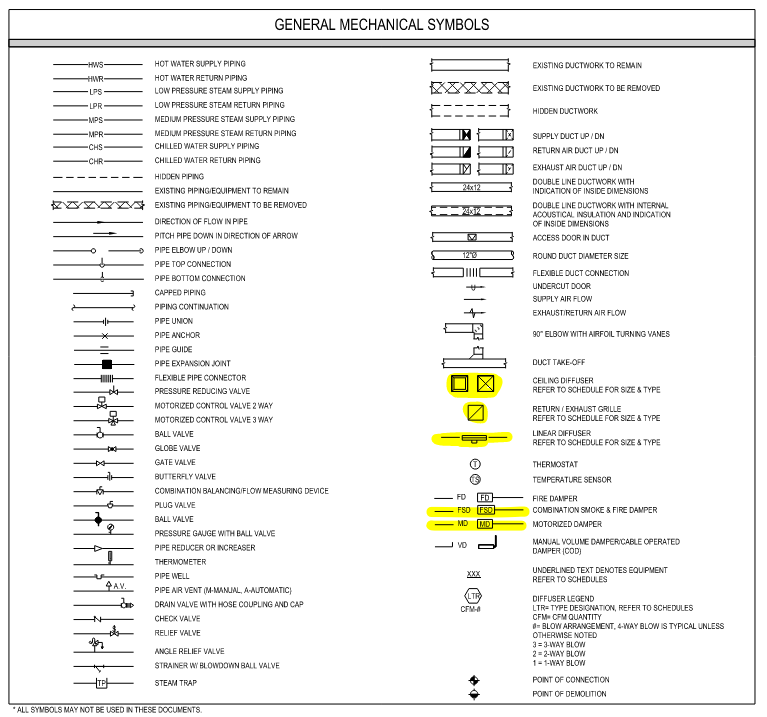 GENERAL MECHANICAL SYMBOLS
HWS HOT WATER SUPPLY PIPING
HWR HOT WATER RETURN PIPING
LPS LOW PRESSURE STEAM SUPPLY PIPING
LPR LOW PRESSURE STEAM RETURN PIPING
MPS MEDIUM PRESSURE STEAM SUPPLY PIPING
MPR MEDIUM PRESSURE STEAM RETURN PIPING
CHS CHILLED WATER SUPPLY PIPING
CHR CHILLED WATER RETURN PIPING
HIDDEN PIPING
EXISTING PIPING/EQUIPMENT TO REMAIN
EXISTING PIPING/EQUIPMENT TO BE REMOVED
DIRECTION OF FLOW IN PIPE
PITCH PIPE DOWN IN DIRECTION OF ARROW
PIPE ELBOW UP / DOWN
PIPE TOP CONNECTION
PIPE BOTTOM CONNECTION
CAPPED PIPING
PIPING CONTINUATION
PIPE UNION
PIPE ANCHOR
PIPE GUIDE
PIPE EXPANSION JOINT
FLEXIBLE PIPE CONNECTOR
PRESSURE REDUCING VALVE
MOTORIZED CONTROL VALVE 2 WAY
MOTORIZED CONTROL VALVE 3 WAY
BALL VALVE
GLOBE VALVE
GATE VALVE
BUTTERFLY VALVE
COMBINATION BALANCING/FLOW MEASURING DEVICE
PLUG VALVE
BALL VALVE
PRESSURE GAUGE WITH BALL VALVE
PIPE REDUCER OR INCREASER
THERMOMETER
PIPE WELL
A.V. PIPE AIR VENT (M-MANUAL, A-AUTOMATIC)
DRAIN VALVE WITH HOSE COUPLING AND CAP
CHECK VALVE
RELIEF VALVE
ANGLE RELIEF VALVE
STRAINER W/ BLOWDOWN BALL VALVE
TP STEAM TRAP
EXISTING DUCTWORK TO REMAIN
EXISTING DUCTWORK TO BE REMOVED
HIDDEN DUCTWORK
SUPPLY DUCT UP / DN
RETURN AIR DUCT UP / DN
EXHAUST AIR DUCT UP / DN
24x12 DOUBLE LINE DUCTWORK WITH
INDICATION OF INSIDE DIMENSIONS
24x12 DOUBLE LINE DUCTWORK WITH INTERNAL
ACOUSTICAL INSULATION AND INDICATION
OF INSIDE DIMENSIONS
ACCESS DOOR IN DUCT
12"Ø ROUND DUCT DIAMETER SIZE
FLEXIBLE DUCT CONNECTION
U UNDERCUT DOOR
SUPPLY AIR FLOW
EXHAUST/RETURN AIR FLOW
90° ELBOW WITH AIRFOIL TURNING VANES
DUCT TAKE-OFF
CEILING DIFFUSER
REFER TO SCHEDULE FOR SIZE & TYPE
RETURN / EXHAUST GRILLE
REFER TO SCHEDULE FOR SIZE & TYPE
LINEAR DIFFUSER
REFER TO SCHEDULE FOR SIZE & TYPE
T THERMOSTAT
TS TEMPERATURE SENSOR
FD FD FIRE DAMPER
FSD FSD COMBINATION SMOKE & FIRE DAMPER
MD MD MOTORIZED DAMPER
VD MANUAL VOLUME DAMPER/CABLE OPERATED
DAMPER (COD)
XXX UNDERLINED TEXT DENOTES EQUIPMENT
REFER TO SCHEDULES
LTR DIFFUSER LEGEND
CFM-# LTR= TYPE DESIGNATION, REFER TO SCHEDULES
CFM= CFM QUANTITY
#= BLOW ARRANGEMENT, 4-WAY BLOW IS TYPICAL UNLESS
OTHERWISE NOTED
3 = 3-WAY BLOW
2 = 2-WAY BLOW
1 = 1-WAY BLOW
POINT OF CONNECTION
POINT OF DEMOLITION
* ALL SYMBOLS MAY NOT BE USED IN THESE DOCUMENTS.